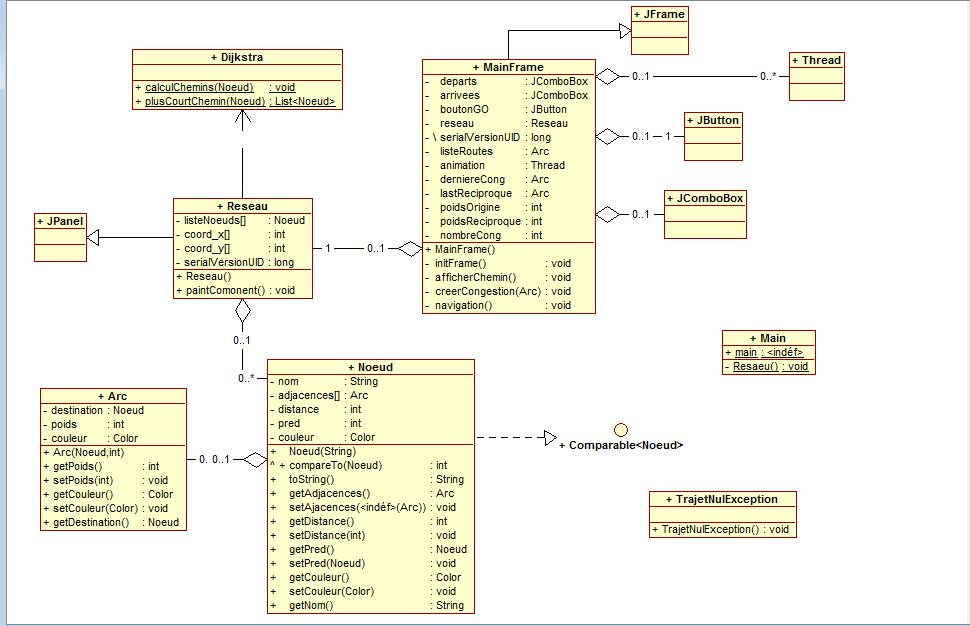 + JFrame
+ Dijkstra
+ calculChemins(Noeud) : void
+ plusCourtChemin(Noeud) : List<Noeud>
+ MainFrame
- departs : JComboBox
- arrivees : JComboBox
- boutonGO : JButton
- reseau : Reseau
- \ serialVersionUID : long
- listeRoutes : Arc
- animation : Thread
- derniereCong : Arc
- lastReciproque : Arc
- poidsOrigine : int
- poidsReciproque : int
- nombreCong : int
+ MainFrame()
- initFrame() : void
- afficherChemin() : void
- creerCongestion(Arc) : void
- navigation() : void
0..1
0..*
+ Thread
0..1
1
+ JButton
0..1
+ JComboBox
+ JPanel
+ Reseau
- listeNoeuds[] : Noeud
- coord_x[] : int
- coord_y[] : int
- serialVersionUID : long
+ Reseau()
+ paintComonent() : void
1
0..1
0..1
0..*
+ Main
+ main : <indéf>
- Resaeu() : void
+ Arc
- destination : Noeud
- poids : int
- couleur : Color
+ Arc(Noeud,int)
+ getPoids() : int
+ setPoids(int) : void
+ getCouleur() : Color
+ setCouleur(Color) : void
+ getDestination() : Noeud
0. 0..1
+ Noeud
- nom : String
- adjacences[] : Arc
- distance : int
- pred : int
- couleur : Color
+ Noeud(String)
^ + compareTo(Noeud) : int
+ toString() : String
+ getAdjacences() : Arc
+ setAjacences(<indéf>(Arc)) : void
+ getDistance() : int
+ setDistance(int) : void
+ getPred() : Noeud
+ setPred(Noeud) : void
+ getCouleur() : Color
+ setCouleur(Color) : void
+ getNom() : String
+ Comparable<Noeud>
+ TrajetNulException
+ TrajetNulException() : void